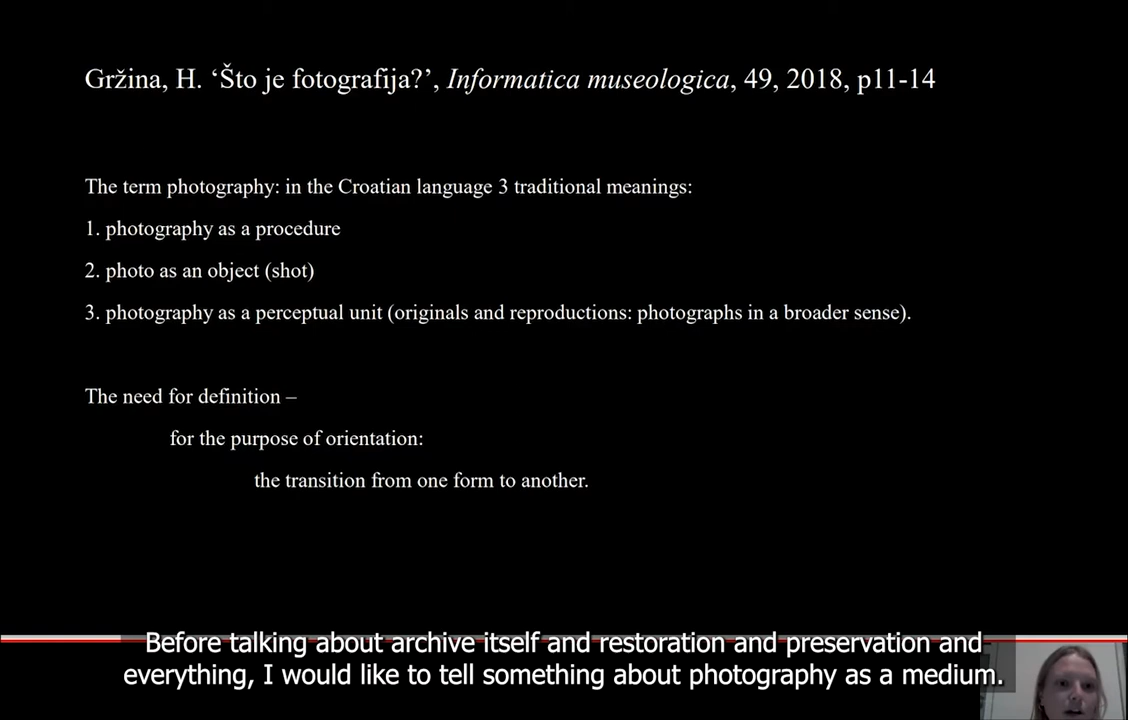 Gržina, H. ‘Što je fotografija?’, Informatica museologica, 49, 2018, p11-14
The term photography: in the Croatian language 3 traditional meanings:
1. photography as a procedure
2. photo as an object (shot)
3. photography as a perceptual unit (originals and reproductions: photographs in a broader sense).
The need for definition –
for the purpose of orientation:
the transition from one form to another.
Before talking about archive itself and restoration and preservation and
everything, I would like to tell something about photography as a medium.